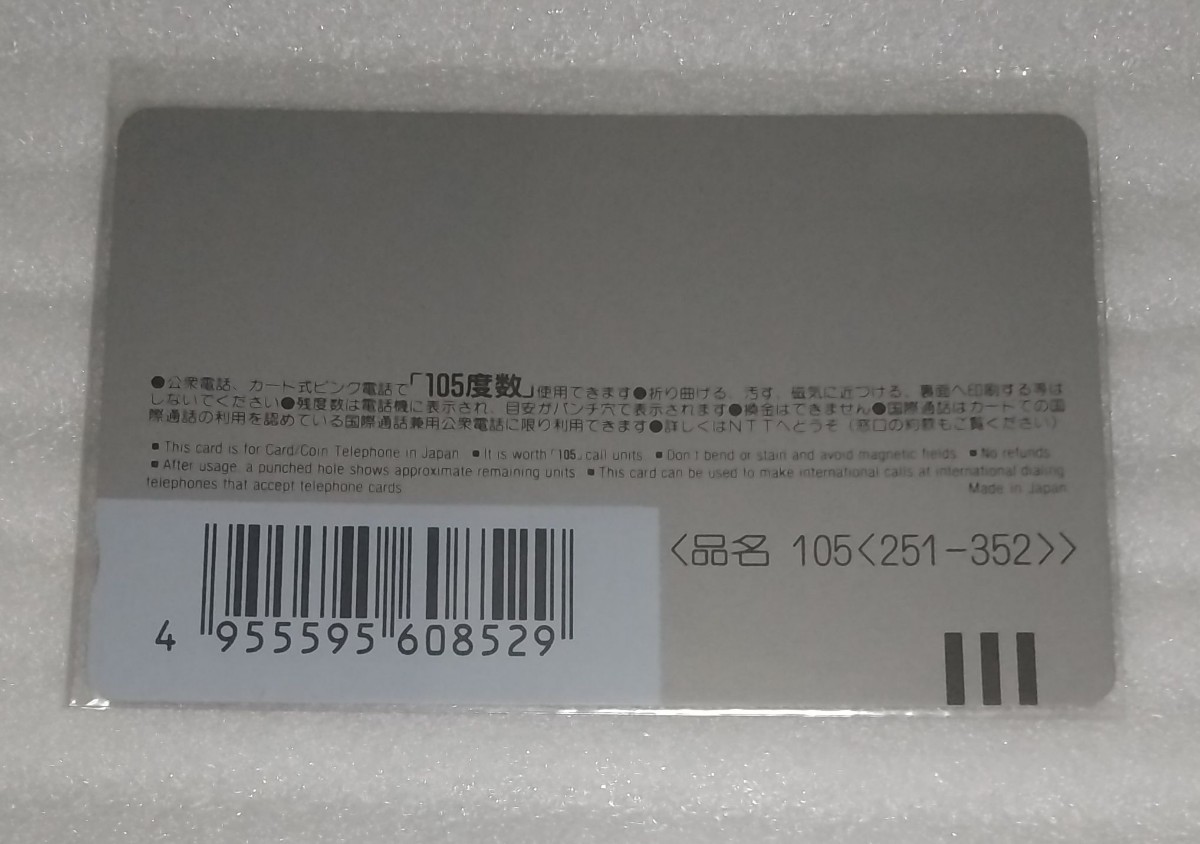 ●公衆電話、カード式ピンク電話で「105度数」使用できます●折り曲げる、汚す、磁気に近づける、裏面へ印刷する等は
しないでください●残度数は電話機に表示され、目安がパンチ穴で表示されます●換金はできません●国際通話はカードでの国
際通話の利用を認めている国際通話兼用公衆電話に限り利用できます●詳しくはNTTへどうぞ(窓口の約款もご覧ください)
■ This card is for Card/Coin Telephone in Japan ■ It is worth「105」call units ■ Don't bend or stain and avoid magnetic fields ■ No refunds
■ After usage, a punched hole shows approximate remaining units ■ This card can be used to make international calls at international dialing
telephones that accept telephone cards
Made in Japan
<品名 105<251-352>>
4 955595 608529